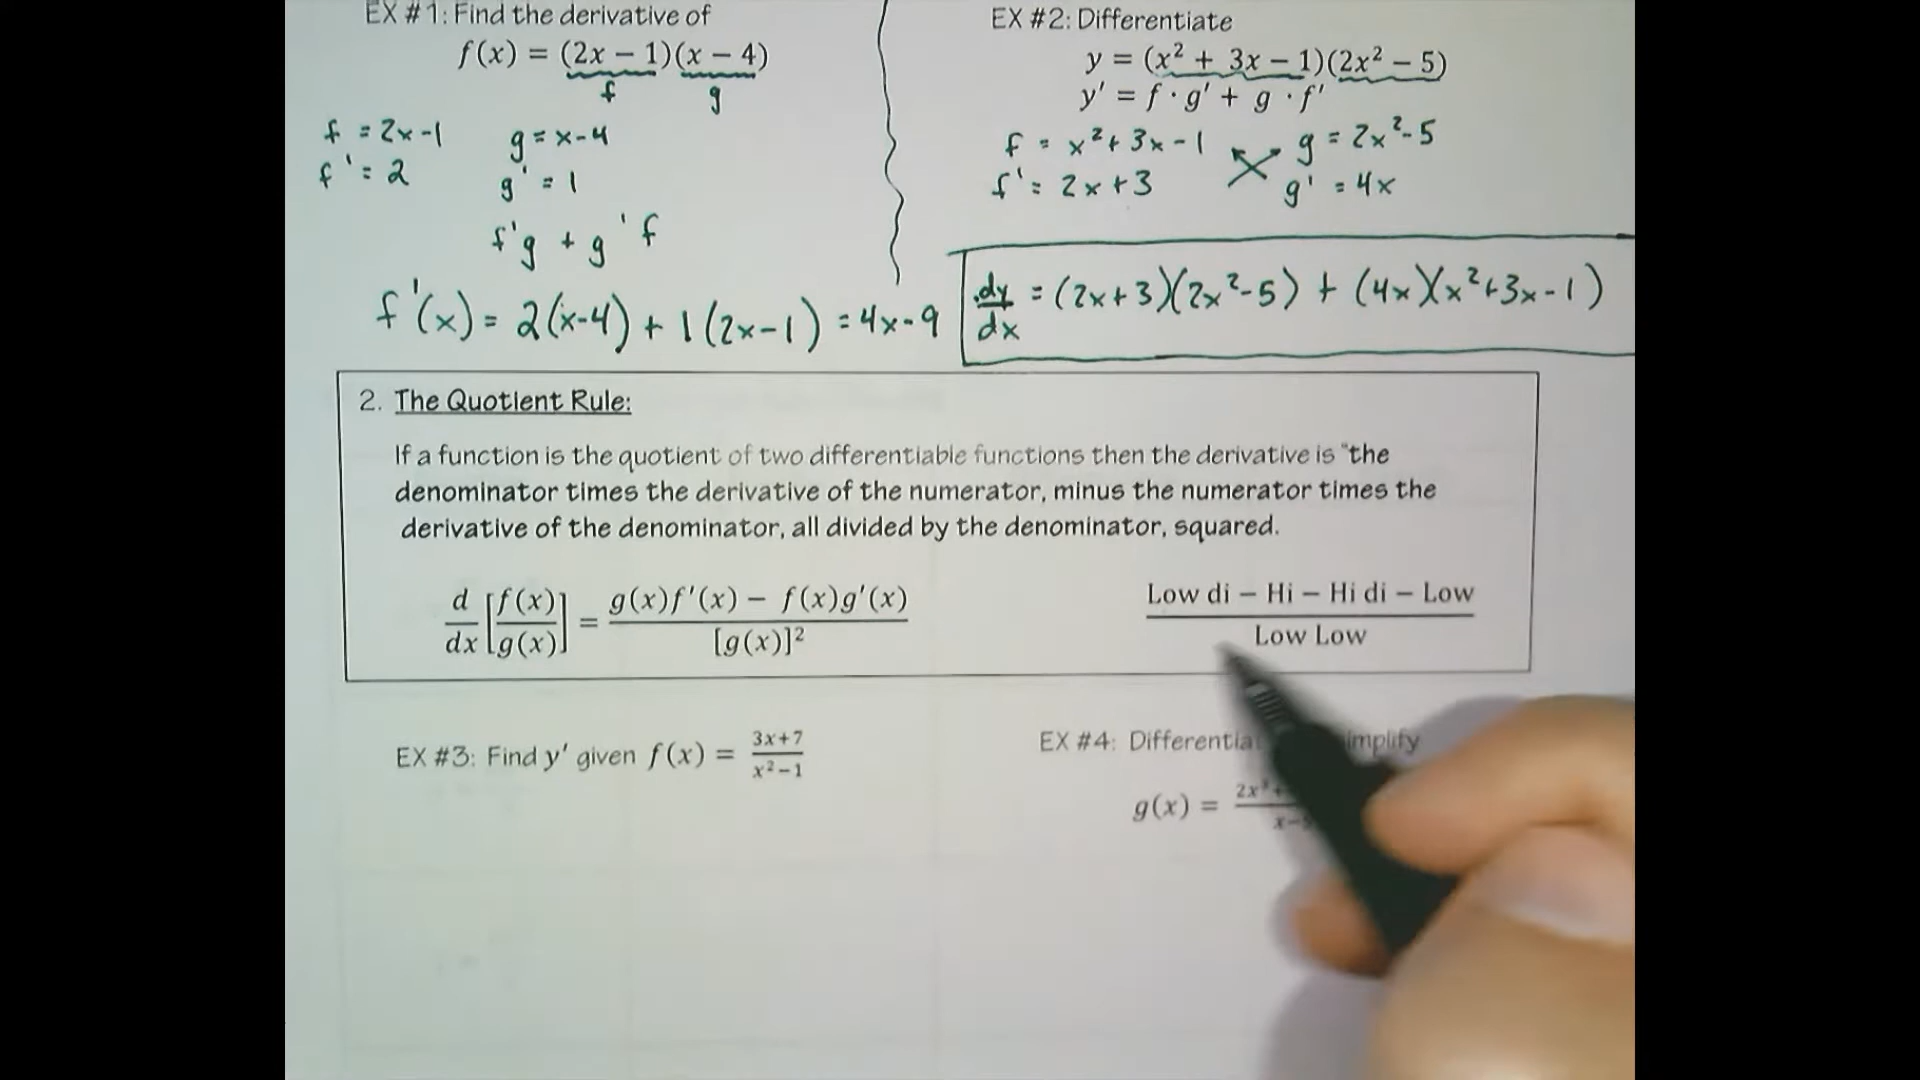 EX #1: Find the derivative of
f(x) = (2x − 1)(x − 4)
f g
f = 2x-1 g = x-4
f' = 2 g' = 1
f'g + g'f
f'(x) = 2(x-4) + 1(2x-1) = 4x-9
EX #2: Differentiate
y = (x² + 3x − 1)(2x² − 5)
y' = f · g' + g · f'
f = x²+3x-1 g = 2x²-5
f' = 2x+3 g' = 4x
dy/dx = (2x+3)(2x²-5) + (4x)(x²+3x-1)
2. The Quotient Rule:
If a function is the quotient of two differentiable functions then the derivative is "the
denominator times the derivative of the numerator, minus the numerator times the
derivative of the denominator, all divided by the denominator, squared.
d/dx [f(x)/g(x)] = g(x)f'(x) − f(x)g'(x) / [g(x)]²
Low di − Hi − Hi di − Low
Low Low
EX #3: Find y' given f(x) = 3x+7 / x²−1
EX #4:
g(x) =